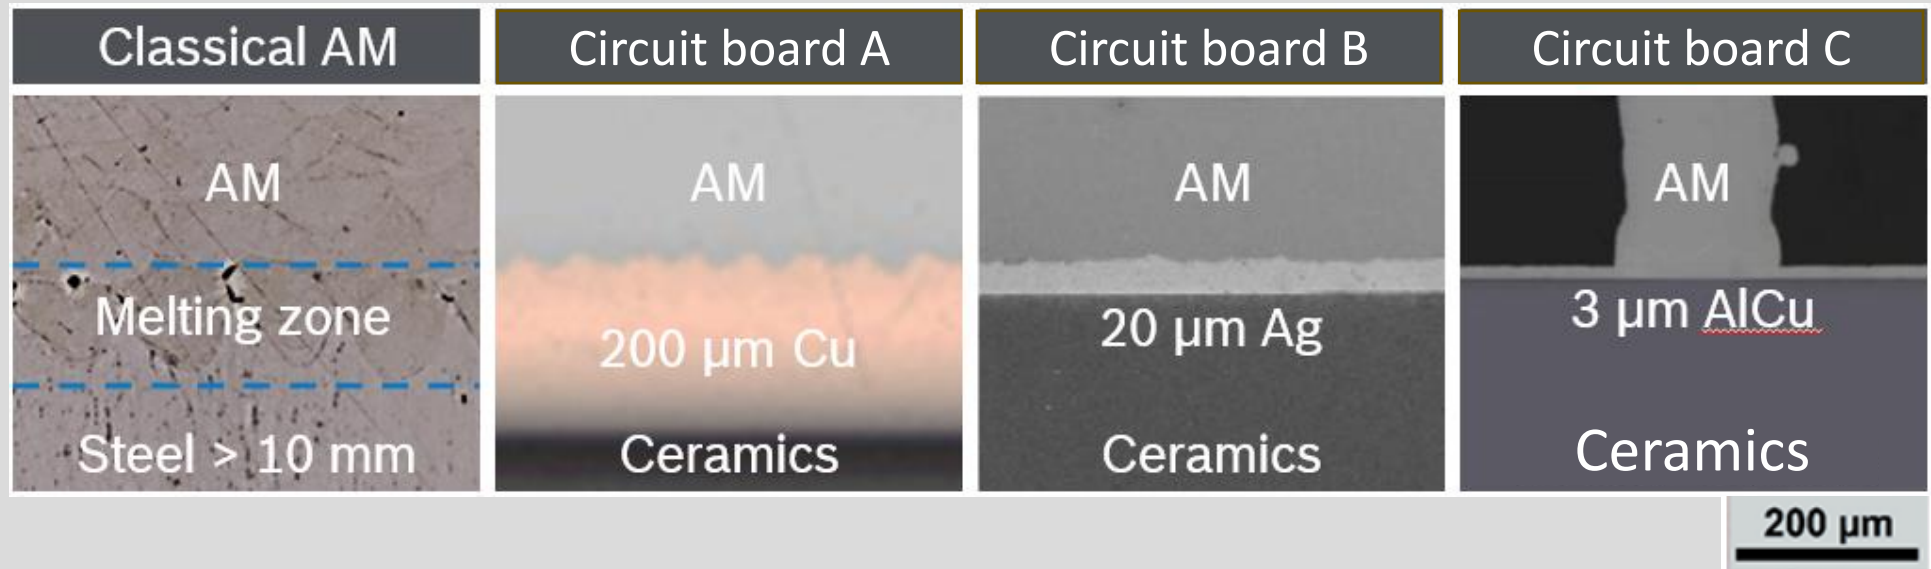 Classical AM
AM
Melting zone
Steel > 10 mm
Circuit board A
AM
200 µm Cu
Ceramics
Circuit board B
AM
20 µm Ag
Ceramics
Circuit board C
AM
3 µm AlCu
Ceramics
200 µm